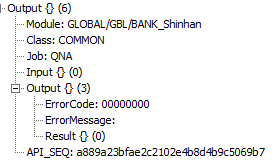 Output {} (6)
Module: GLOBAL/GBL/BANK_Shinhan
Class: COMMON
Job: QNA
Input {} (0)
Output {} (3)
ErrorCode: 00000000
ErrorMessage:
Result {} (0)
API_SEQ: a889a23bfae2c2102e4b8d4b9c5069b7